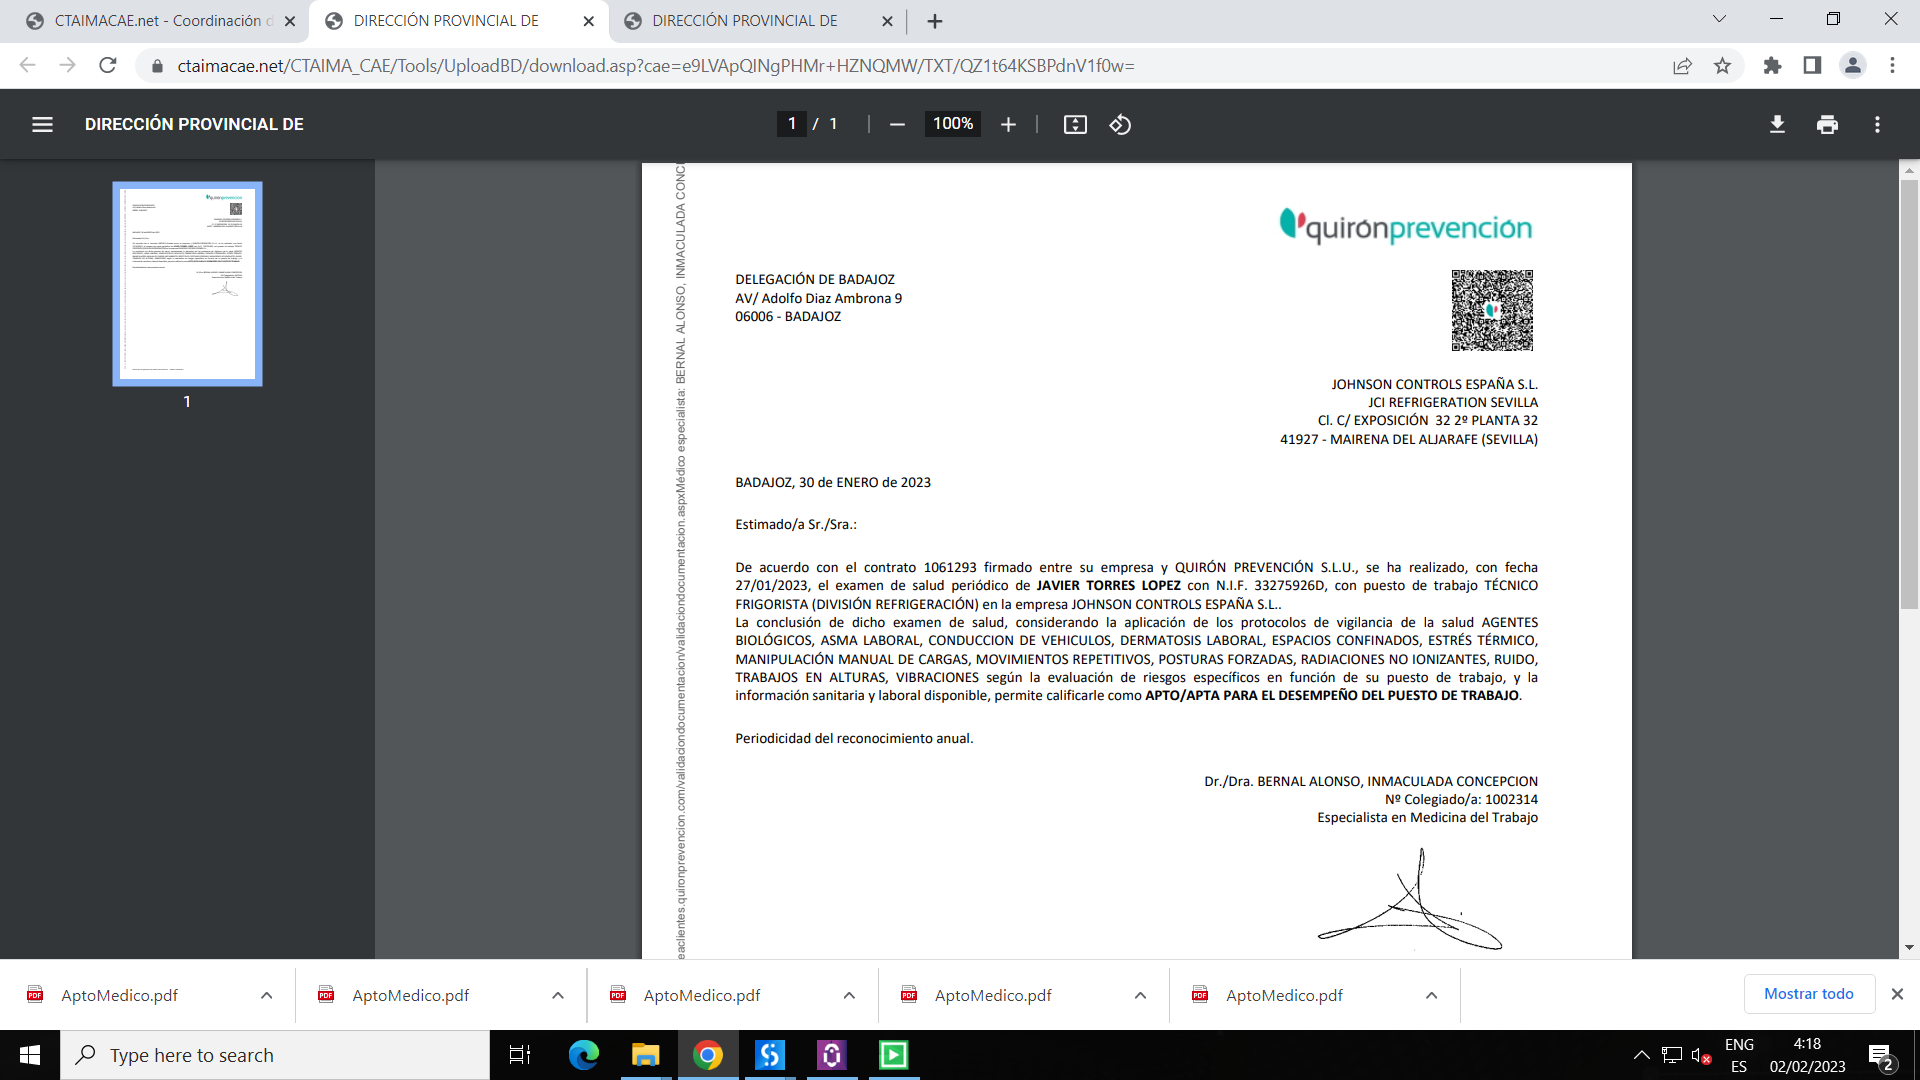 CTAIMACAE.net - Coordinación d
DIRECCIÓN PROVINCIAL DE
DIRECCIÓN PROVINCIAL DE
ctaimacae.net/CTAIMA_CAE/Tools/UploadBD/download.asp?cae=e9LVApQINgPHMr+HZNQMW/TXT/QZ1t64KSBPdnV1f0w=
DIRECCIÓN PROVINCIAL DE
1 / 1
100%
1
eaclientes.quironprevencion.com/validaciondocumentacion/validaciondocumentacion.aspxMédico especialista: BERNAL ALONSO, INMACULADA CONC
quirónprevención
DELEGACIÓN DE BADAJOZ
AV/ Adolfo Diaz Ambrona 9
06006 - BADAJOZ
JOHNSON CONTROLS ESPAÑA S.L.
JCI REFRIGERATION SEVILLA
Cl. C/ EXPOSICIÓN 32 2º PLANTA 32
41927 - MAIRENA DEL ALJARAFE (SEVILLA)
BADAJOZ, 30 de ENERO de 2023
Estimado/a Sr./Sra.:
De acuerdo con el contrato 1061293 firmado entre su empresa y QUIRÓN PREVENCIÓN S.L.U., se ha realizado, con fecha
27/01/2023, el examen de salud periódico de JAVIER TORRES LOPEZ con N.I.F. 33275926D, con puesto de trabajo TÉCNICO
FRIGORISTA (DIVISIÓN REFRIGERACIÓN) en la empresa JOHNSON CONTROLS ESPAÑA S.L..
La conclusión de dicho examen de salud, considerando la aplicación de los protocolos de vigilancia de la salud AGENTES
BIOLÓGICOS, ASMA LABORAL, CONDUCCION DE VEHICULOS, DERMATOSIS LABORAL, ESPACIOS CONFINADOS, ESTRÉS TÉRMICO,
MANIPULACIÓN MANUAL DE CARGAS, MOVIMIENTOS REPETITIVOS, POSTURAS FORZADAS, RADIACIONES NO IONIZANTES, RUIDO,
TRABAJOS EN ALTURAS, VIBRACIONES según la evaluación de riesgos específicos en función de su puesto de trabajo, y la
información sanitaria y laboral disponible, permite calificarle como APTO/APTA PARA EL DESEMPEÑO DEL PUESTO DE TRABAJO.
Periodicidad del reconocimiento anual.
Dr./Dra. BERNAL ALONSO, INMACULADA CONCEPCION
Nº Colegiado/a: 1002314
Especialista en Medicina del Trabajo
AptoMedico.pdf
AptoMedico.pdf
AptoMedico.pdf
AptoMedico.pdf
AptoMedico.pdf
Mostrar todo
Type here to search
ENG
ES
4:18
02/02/2023
2